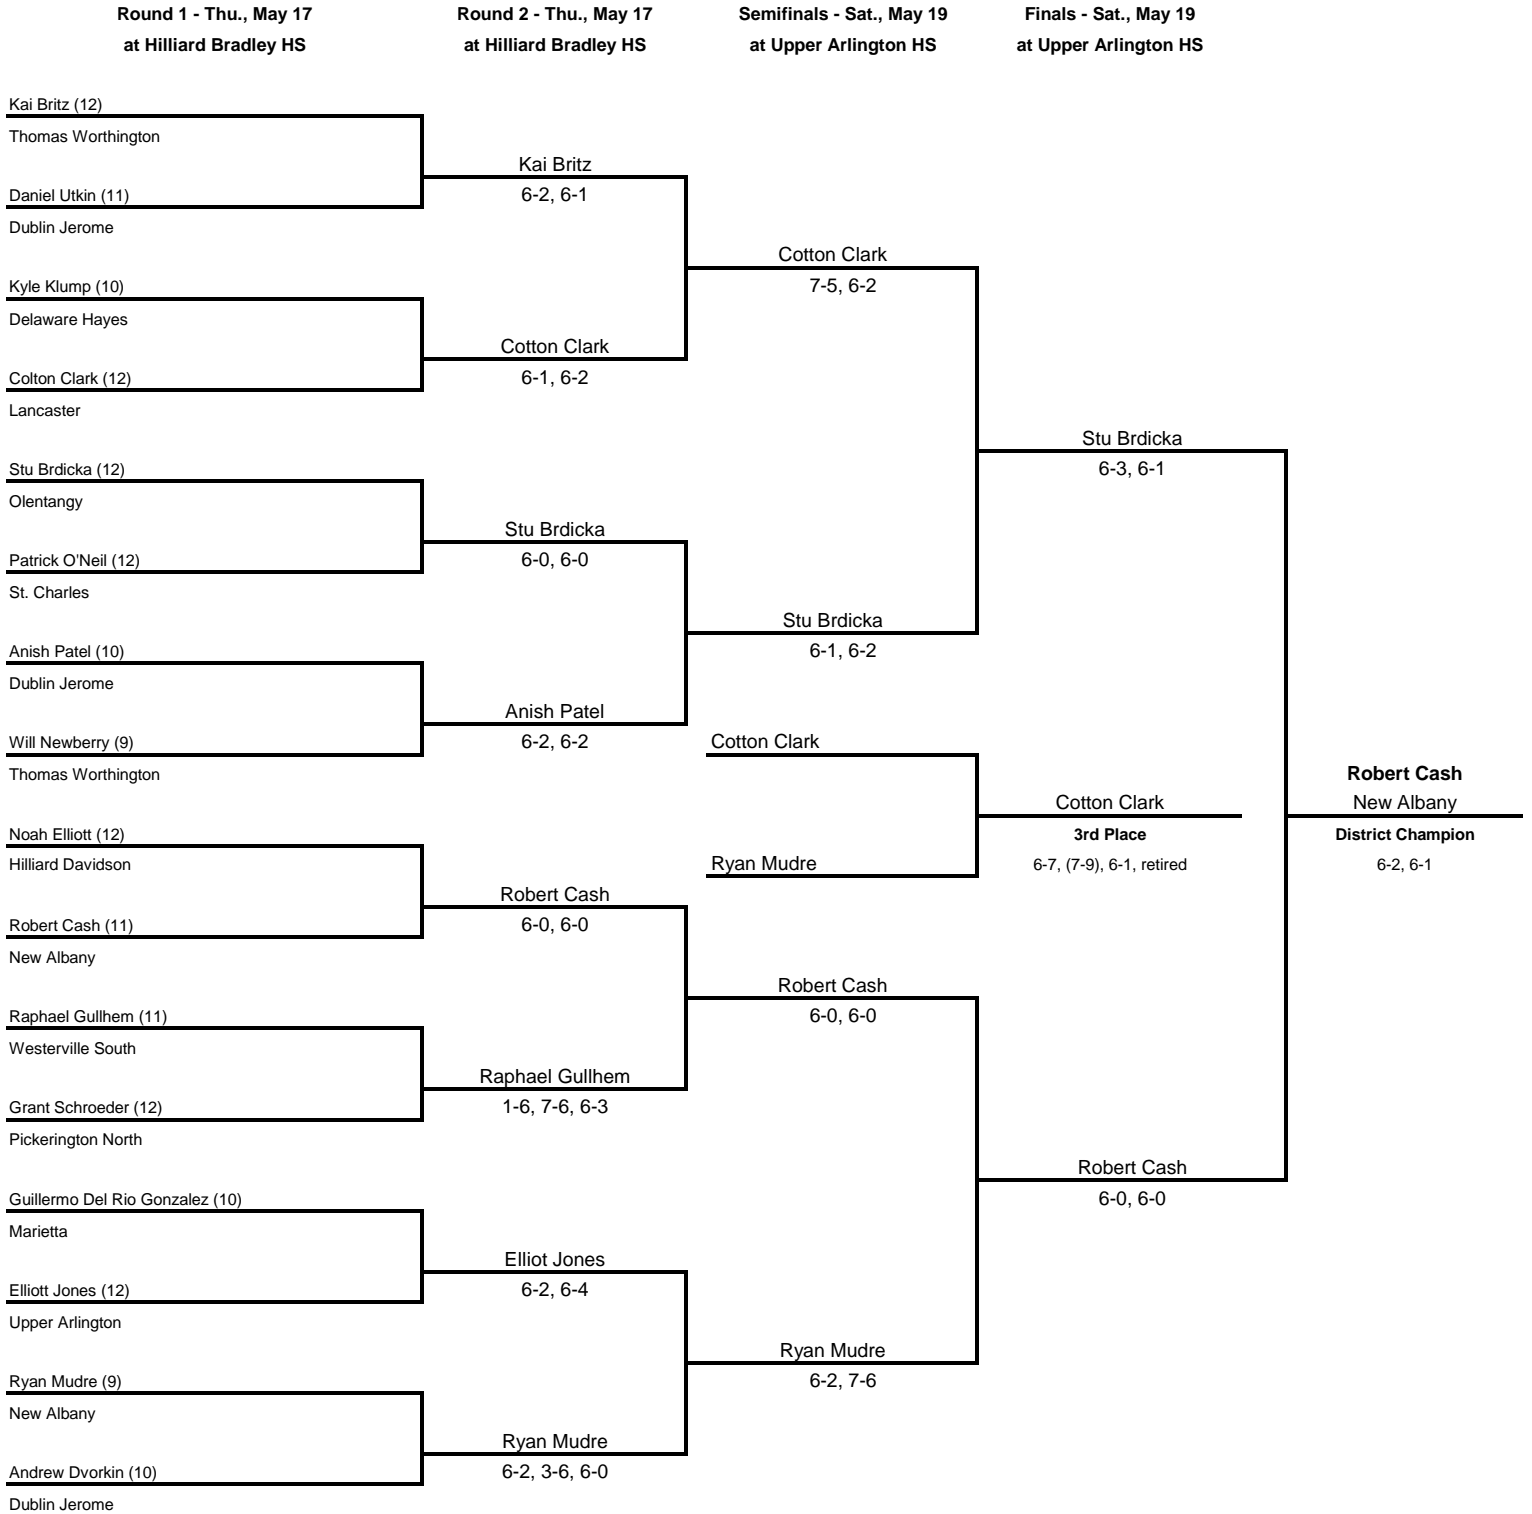 Round 1 - Thu., May 17
at Hilliard Bradley HS
Round 2 - Thu., May 17
at Hilliard Bradley HS
Semifinals - Sat., May 19
at Upper Arlington HS
Finals - Sat., May 19
at Upper Arlington HS
Kai Britz (12)
Thomas Worthington
Daniel Utkin (11)
Dublin Jerome
Kyle Klump (10)
Delaware Hayes
Colton Clark (12)
Lancaster
Stu Brdicka (12)
Olentangy
Patrick O'Neil (12)
St. Charles
Anish Patel (10)
Dublin Jerome
Will Newberry (9)
Thomas Worthington
Noah Elliott (12)
Hilliard Davidson
Robert Cash (11)
New Albany
Raphael Gullhem (11)
Westerville South
Grant Schroeder (12)
Pickerington North
Guillermo Del Rio Gonzalez (10)
Marietta
Elliott Jones (12)
Upper Arlington
Ryan Mudre (9)
New Albany
Andrew Dvorkin (10)
Dublin Jerome
Kai Britz
6-2, 6-1
Cotton Clark
6-1, 6-2
Stu Brdicka
6-0, 6-0
Anish Patel
6-2, 6-2
Robert Cash
6-0, 6-0
Raphael Gullhem
1-6, 7-6, 6-3
Elliot Jones
6-2, 6-4
Ryan Mudre
6-2, 3-6, 6-0
Cotton Clark
7-5, 6-2
Stu Brdicka
6-1, 6-2
Cotton Clark
Ryan Mudre
Robert Cash
6-0, 6-0
Ryan Mudre
6-2, 7-6
Stu Brdicka
6-3, 6-1
Cotton Clark
3rd Place
6-7, (7-9), 6-1, retired
Robert Cash
6-0, 6-0
Robert Cash
New Albany
District Champion
6-2, 6-1